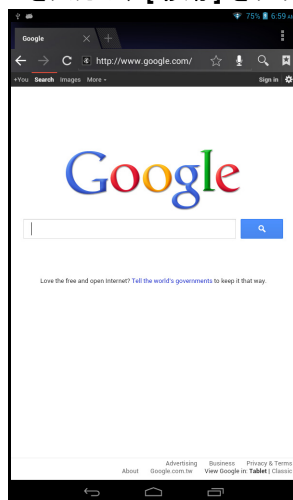 75% 6:59 AM
Google
http://www.google.com/
+You Search Images More
Sign in
Google
Love the free and open Internet? Tell the world's governments to keep it that way.
Advertising Business Privacy & Terms
About Google.com.tw View Google in: Tablet | Classic